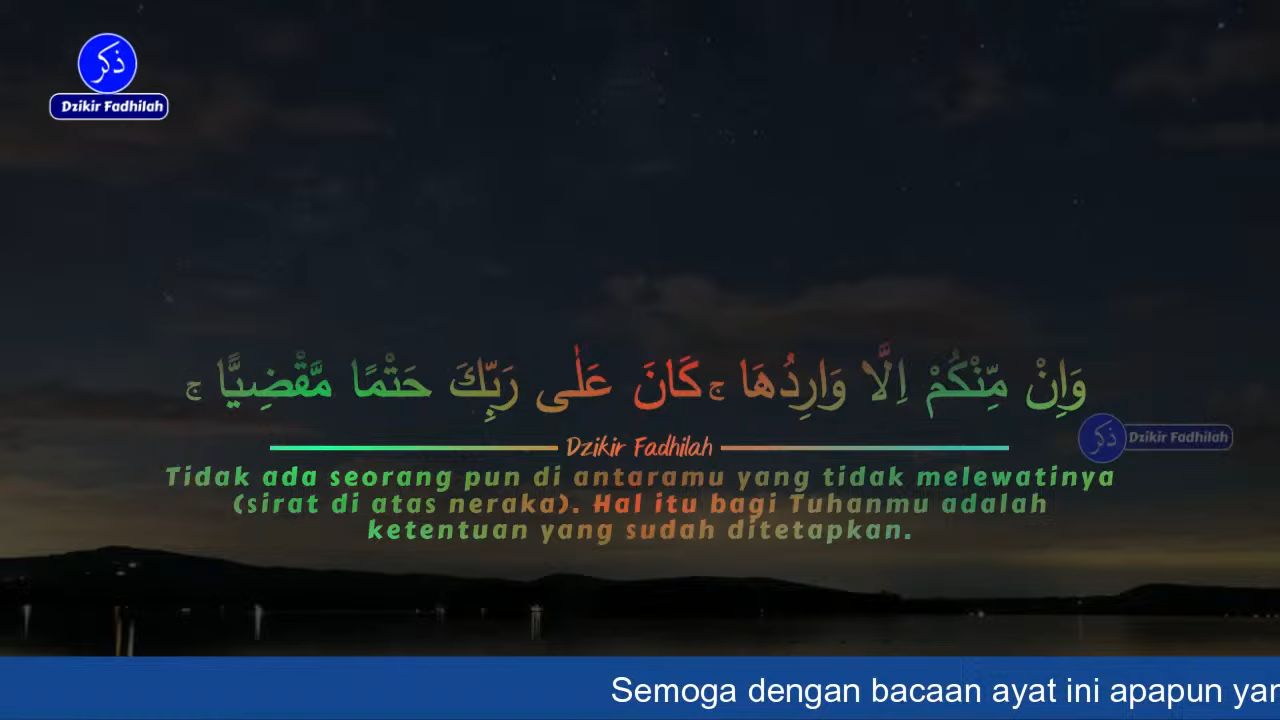 ذكر
Dzikir Fadhilah
وَاِنْ مِّنْكُمْ اِلَّا وَارِدُهَا ۚ كَانَ عَلٰى رَبِّكَ حَتْمًا مَّقْضِيًّا ۚ
Dzikir Fadhilah
ذكر
Dzikir Fadhilah
Tidak ada seorang pun di antaramu yang tidak melewatinya
(sirat di atas neraka). Hal itu bagi Tuhanmu adalah
ketentuan yang sudah ditetapkan.
Semoga dengan bacaan ayat ini apapun yar